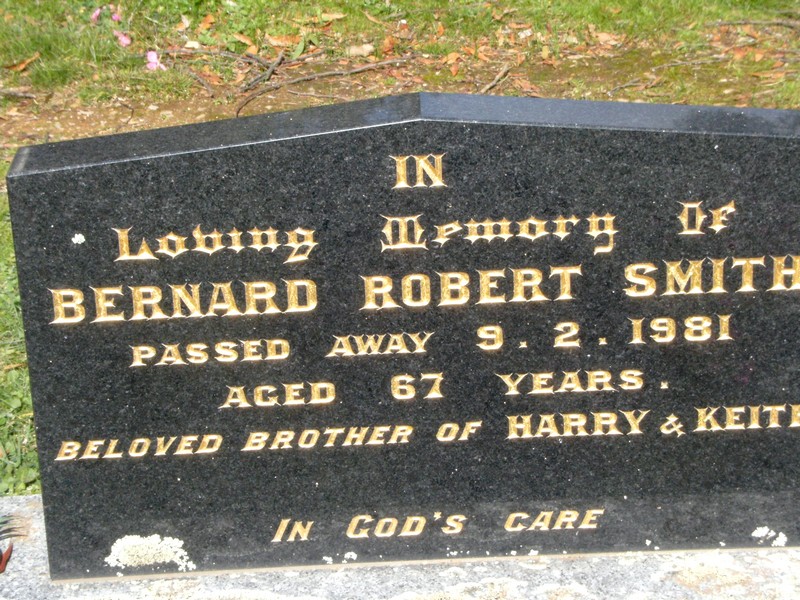 IN
Loving Memory Of
BERNARD ROBERT SMITH
PASSED AWAY 9.2.1981
AGED 67 YEARS.
BELOVED BROTHER OF HARRY & KEITH
IN GOD'S CARE